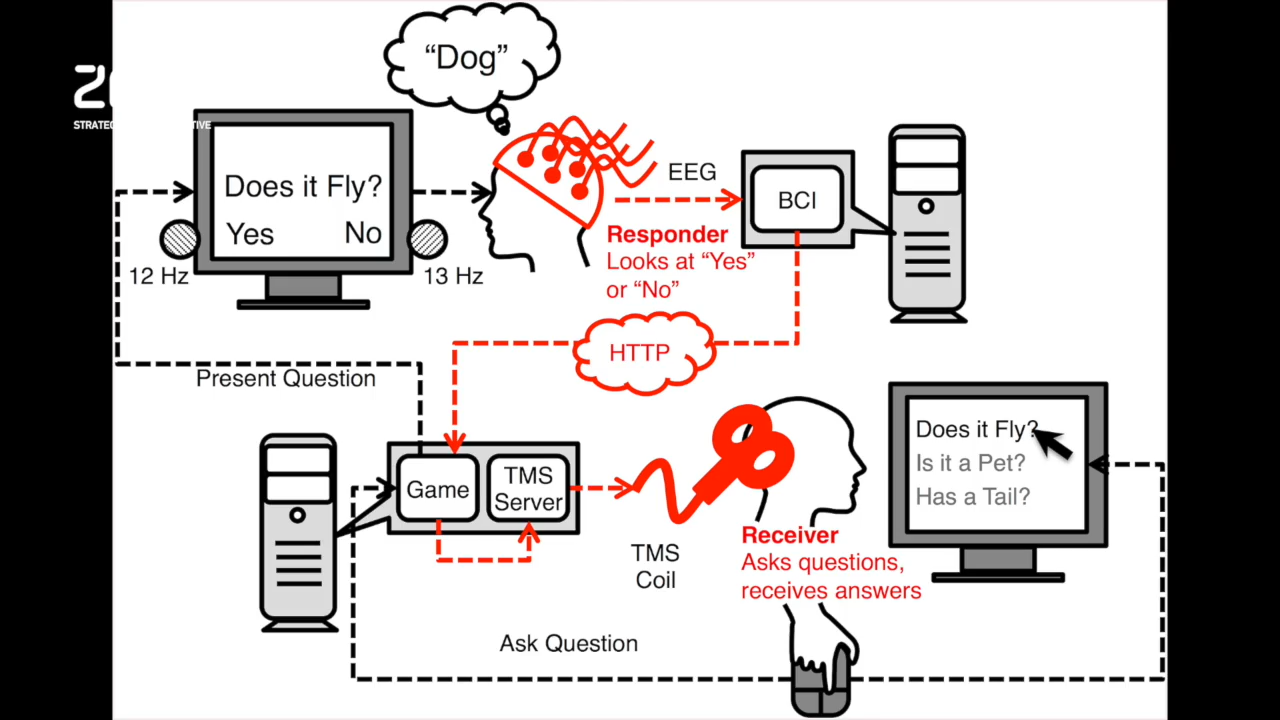 “Dog”
Does it Fly?
Yes No
12 Hz
13 Hz
EEG
BCI
Responder
Looks at “Yes”
or “No”
HTTP
Present Question
Game
TMS
Server
TMS
Coil
Receiver
Asks questions,
receives answers
Does it Fly?
Is it a Pet?
Has a Tail?
Ask Question